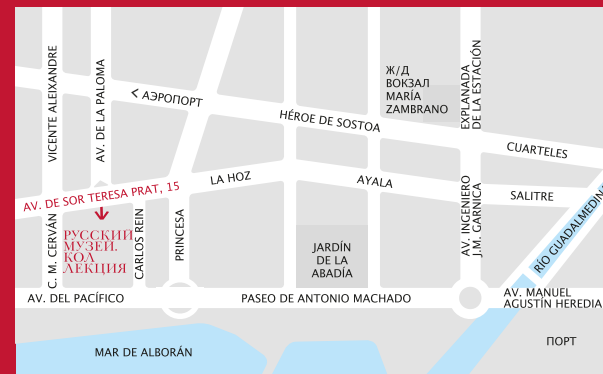 VICENTE ALEIXANDRE
AV. DE LA PALOMA
< АЭРОПОРТ
HÉROE DE SOSTOA
Ж/Д
ВОКЗАЛ
MARÍA
ZAMBRANO
EXPLANADA
DE LA ESTACIÓN
CUARTELES
AV. DE SOR TERESA PRAT, 15
LA HOZ
AYALA
SALITRE
C. M. CERVÁN
РУССКИЙ
МУЗЕЙ.
КОЛ
ЛЕКЦИЯ
CARLOS REIN
PRINCESA
JARDÍN
DE LA
ABADÍA
AV. INGENIERO
J.M. GARNICA
RÍO GUADALMEDINA
AV. DEL PACÍFICO
PASEO DE ANTONIO MACHADO
AV. MANUEL
AGUSTÍN HEREDIA
MAR DE ALBORÁN
ПОРТ